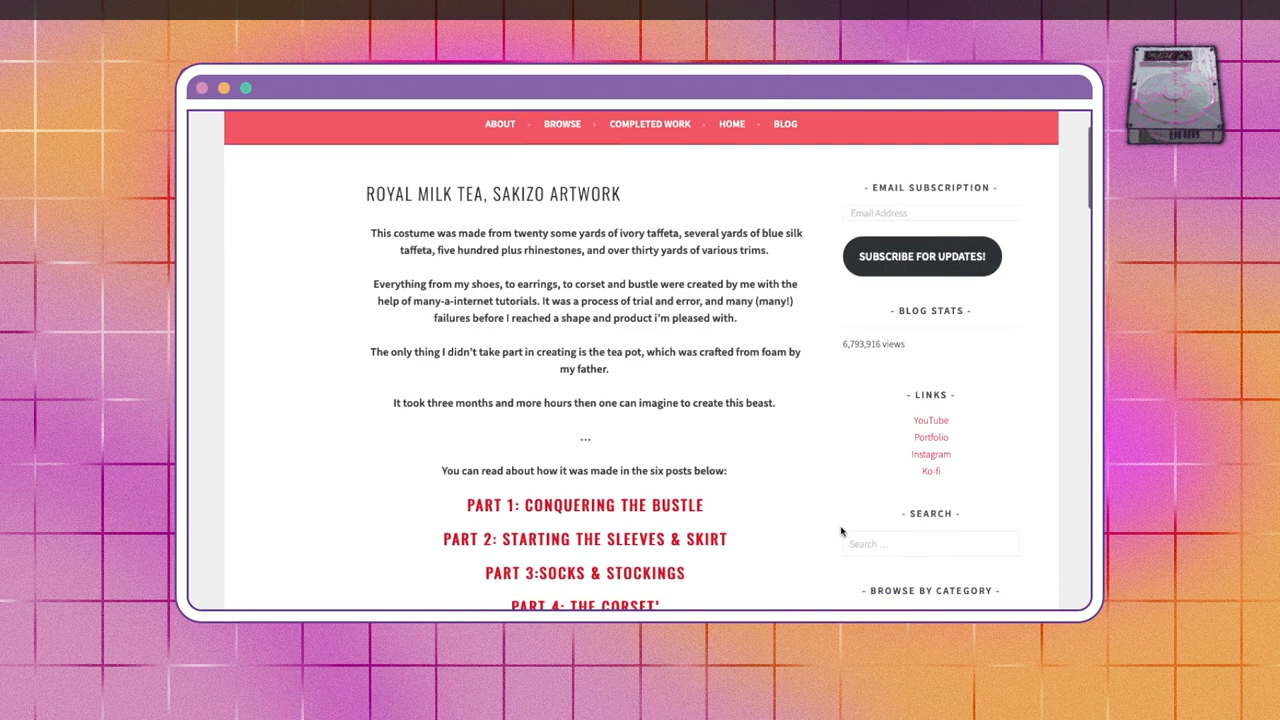 ABOUT - BROWSE - COMPLETED WORK - HOME - BLOG
ROYAL MILK TEA, SAKIZO ARTWORK
This costume was made from twenty some yards of ivory taffeta, several yards of blue silk
taffeta, five hundred plus rhinestones, and over thirty yards of various trims.
Everything from my shoes, to earrings, to corset and bustle were created by me with the
help of many-a-internet tutorials. It was a process of trial and error, and many (many!)
failures before I reached a shape and product i'm pleased with.
The only thing I didn't take part in creating is the tea pot, which was crafted from foam by
my father.
It took three months and more hours then one can imagine to create this beast.
...
You can read about how it was made in the six posts below:
PART 1: CONQUERING THE BUSTLE
PART 2: STARTING THE SLEEVES & SKIRT
PART 3:SOCKS & STOCKINGS
PART 4: THE CORSET'
- EMAIL SUBSCRIPTION -
Email Address
SUBSCRIBE FOR UPDATES!
- BLOG STATS -
6,793,916 views
- LINKS -
YouTube
Portfolio
Instagram
Ko-fi
- SEARCH -
Search …
- BROWSE BY CATEGORY -